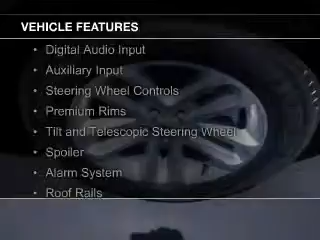 VEHICLE FEATURES
• Digital Audio Input
• Auxiliary Input
• Steering Wheel Controls
• Premium Rims
• Tilt and Telescopic Steering Wheel
• Spoiler
• Alarm System
• Roof Rails